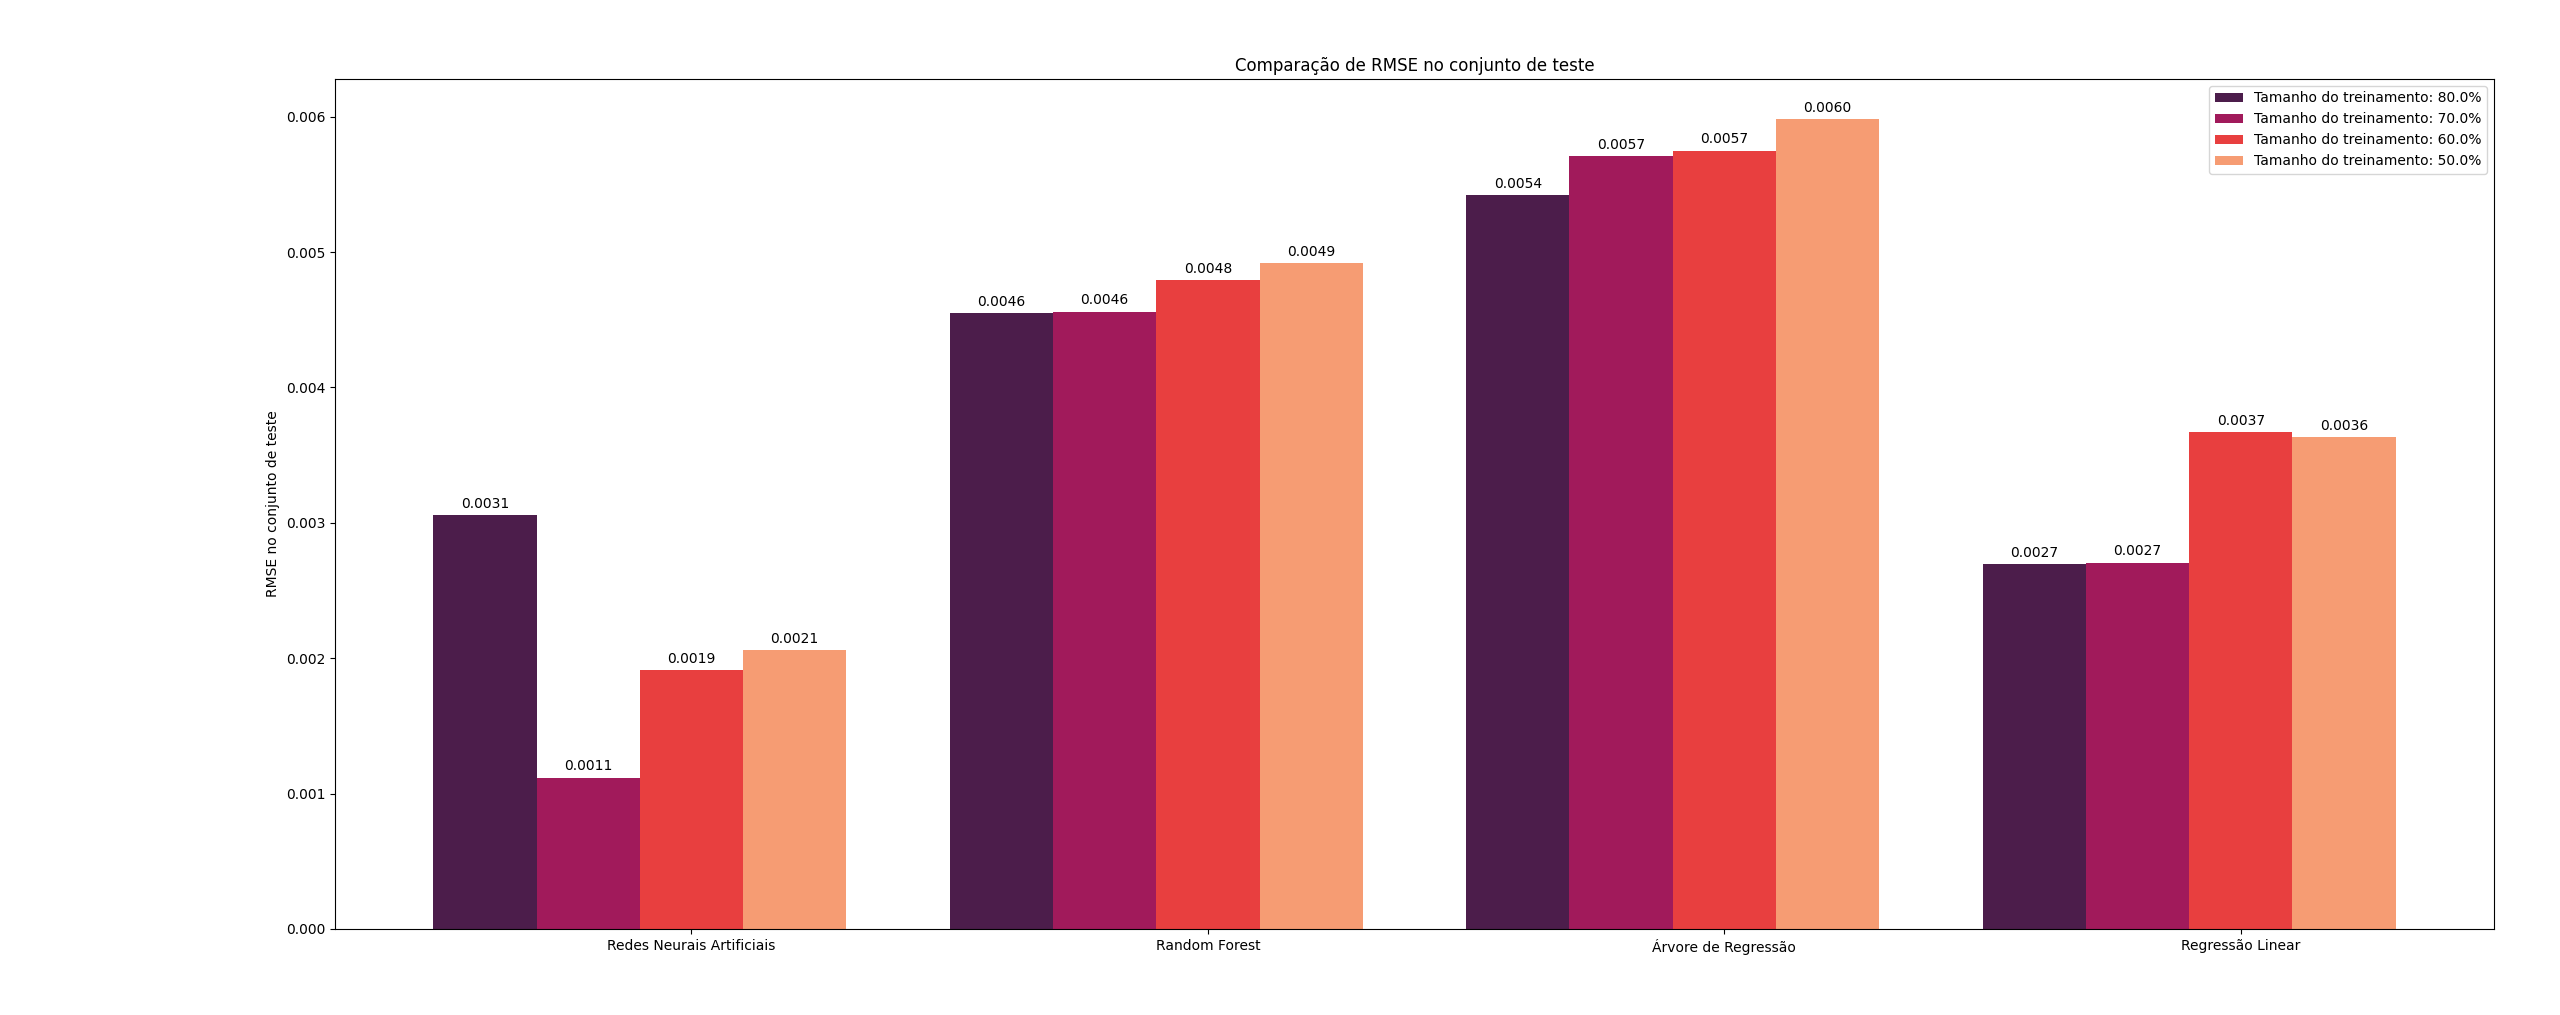 Comparação de RMSE no conjunto de teste
Tamanho do treinamento: 80.0%
Tamanho do treinamento: 70.0%
Tamanho do treinamento: 60.0%
Tamanho do treinamento: 50.0%
RMSE no conjunto de teste
0.006
0.005
0.004
0.003
0.002
0.001
0.000
0.0031
0.0011
0.0019
0.0021
0.0046
0.0046
0.0048
0.0049
0.0054
0.0057
0.0057
0.0060
0.0027
0.0027
0.0037
0.0036
Redes Neurais Artificiais
Random Forest
Árvore de Regressão
Regressão Linear